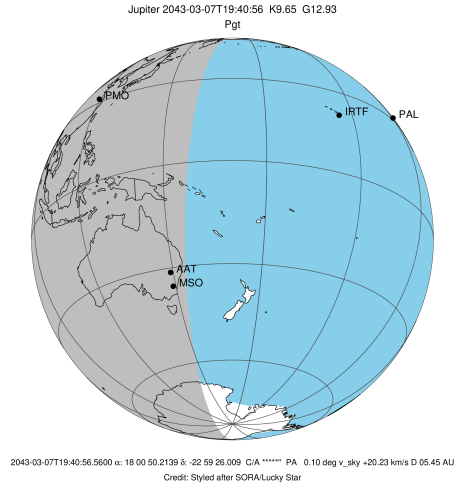 Jupiter 2043-03-07T19:40:56 K9.65 G12.93
Pgt
PMO
IRTF
PAL
AAT
MSO
2043-03-07T19:40:56.5600 α: 18 00 50.2139 δ: -22 59 26.009 C/A *****" PA 0.10 deg v_sky +20.23 km/s D 05.45 AU
Credit: Styled after SORA/Lucky Star